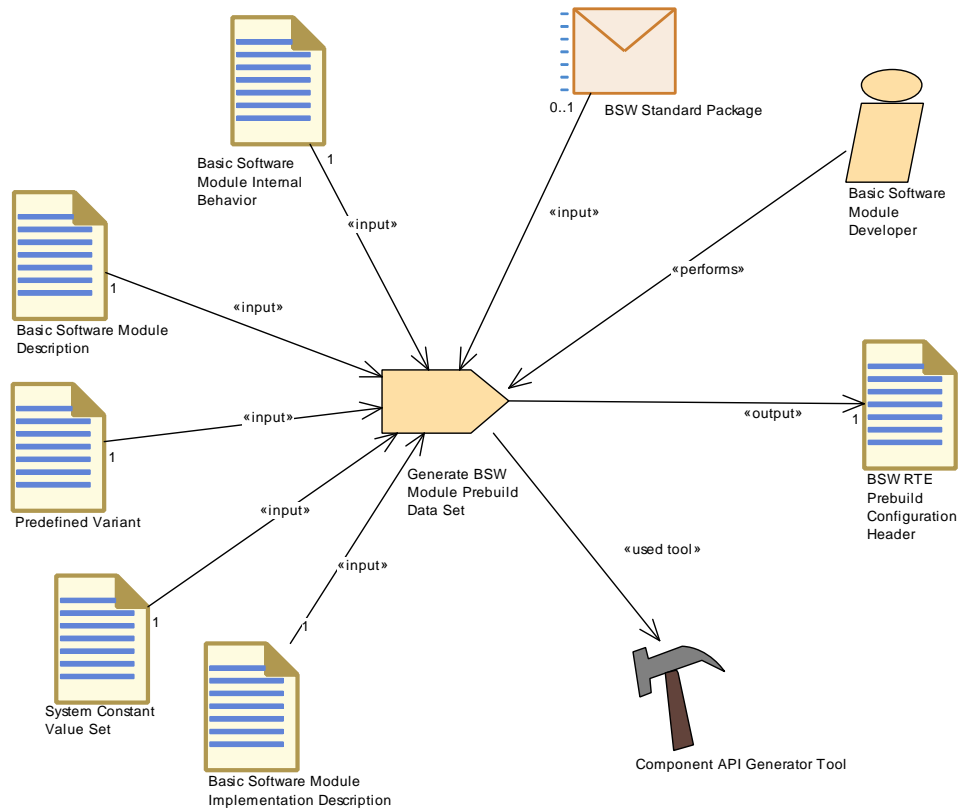 0..1
BSW Standard Package
1
Basic Software
Module Internal
Behavior
Basic Software
Module
Developer
«input»
«input»
«performs»
1
«input»
Basic Software Module
Description
«input»
1
Predefined Variant
«output»
1
Generate BSW
Module Prebuild
Data Set
BSW RTE
Prebuild
Configuration
Header
«input»
«used tool»
«input»
1
1
System Constant
Value Set
Component API Generator Tool
Basic Software Module
Implementation Description